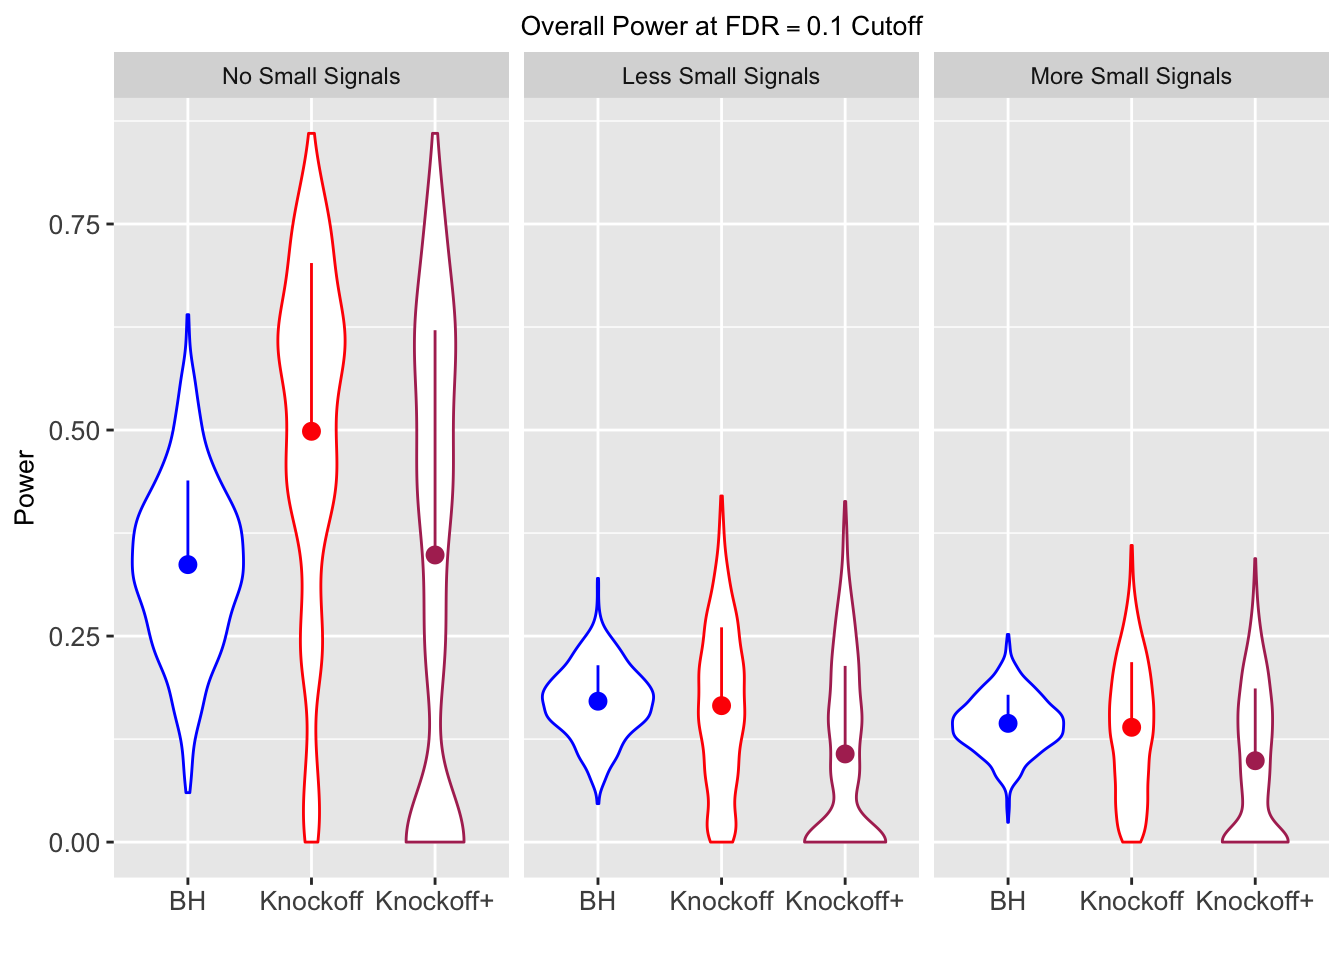 Overall Power at FDR = 0.1 Cutoff
No Small Signals
Less Small Signals
More Small Signals
Power
0.75
0.50
0.25
0.00
BH Knockoff Knockoff+
BH Knockoff Knockoff+
BH Knockoff Knockoff+